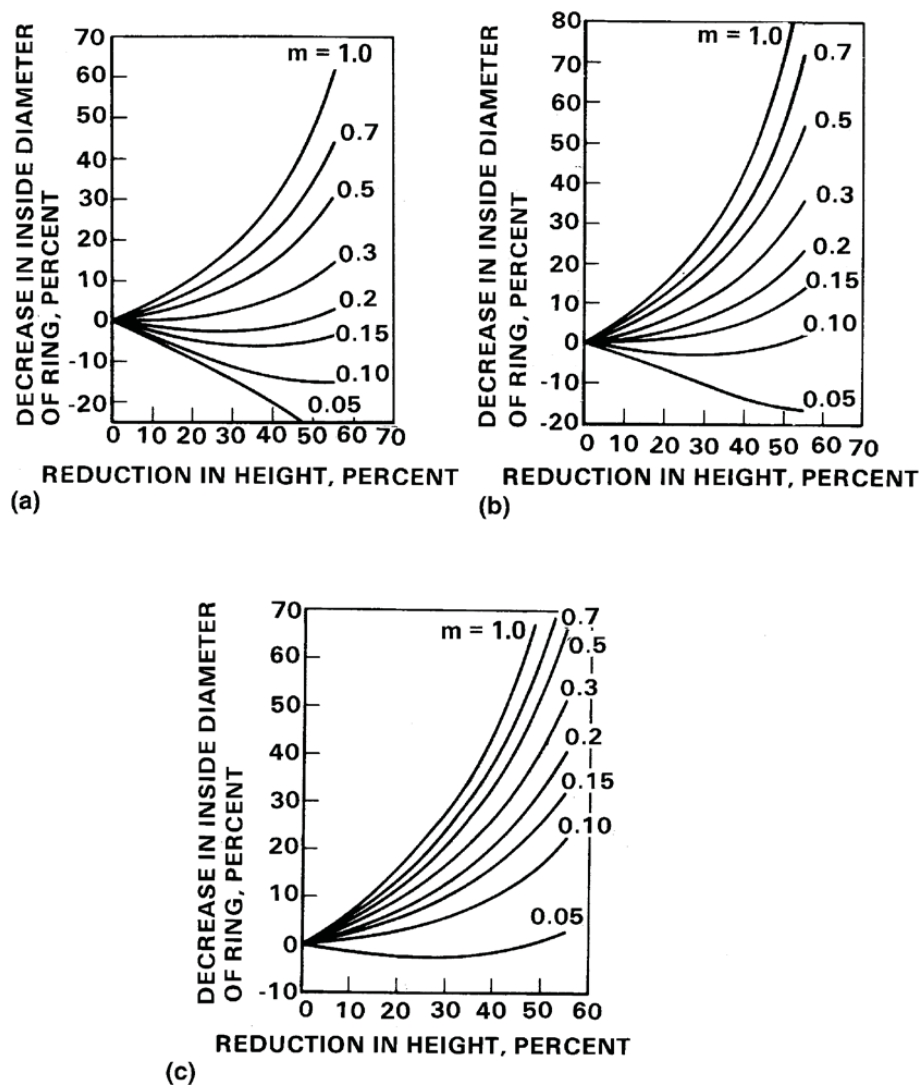 DECREASE IN INSIDE DIAMETER
OF RING, PERCENT
70
60
50
40
30
20
10
0
-10
-20
m = 1.0
0.7
0.5
0.3
0.2
0.15
0.10
0.05
0 10 20 30 40 50 60 70
REDUCTION IN HEIGHT, PERCENT
(a)
DECREASE IN INSIDE DIAMETER
OF RING, PERCENT
80
70
60
50
40
30
20
10
0
-10
-20
m = 1.0
0.7
0.5
0.3
0.2
0.15
0.10
0.05
0 10 20 30 40 50 60 70
REDUCTION IN HEIGHT, PERCENT
(b)
DECREASE IN INSIDE DIAMETER
OF RING, PERCENT
70
60
50
40
30
20
10
0
-10
m = 1.0
0.7
0.5
0.3
0.2
0.15
0.10
0.05
0 10 20 30 40 50 60
REDUCTION IN HEIGHT, PERCENT
(c)